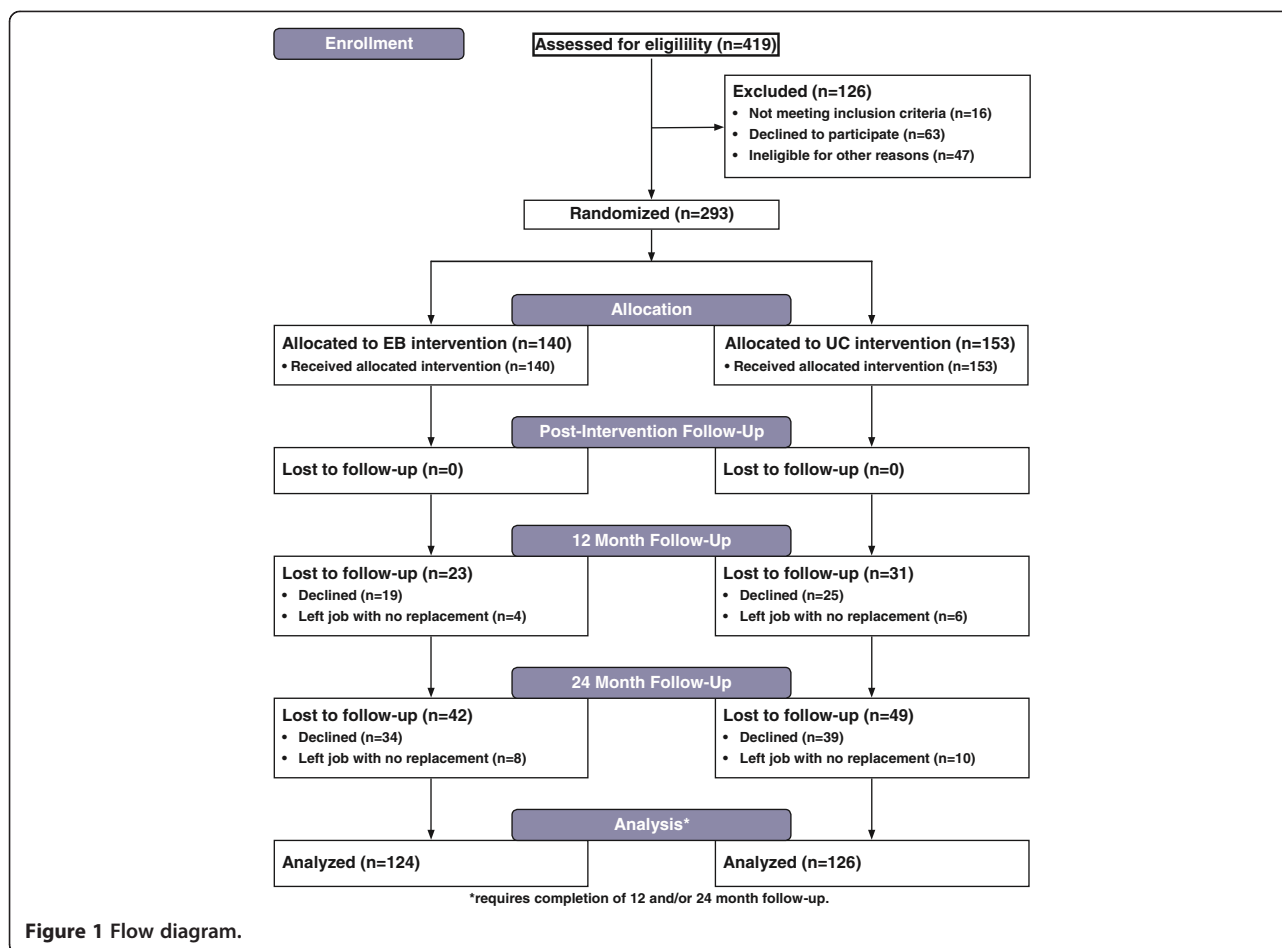 Enrollment
Assessed for eligilility (n=419)
Excluded (n=126)
• Not meeting inclusion criteria (n=16)
• Declined to participate (n=63)
• Ineligible for other reasons (n=47)
Randomized (n=293)
Allocation
Allocated to EB intervention (n=140)
• Received allocated intervention (n=140)
Allocated to UC intervention (n=153)
• Received allocated intervention (n=153)
Post-Intervention Follow-Up
Lost to follow-up (n=0)
Lost to follow-up (n=0)
12 Month Follow-Up
Lost to follow-up (n=23)
• Declined (n=19)
• Left job with no replacement (n=4)
Lost to follow-up (n=31)
• Declined (n=25)
• Left job with no replacement (n=6)
24 Month Follow-Up
Lost to follow-up (n=42)
• Declined (n=34)
• Left job with no replacement (n=8)
Lost to follow-up (n=49)
• Declined (n=39)
• Left job with no replacement (n=10)
Analysis*
Analyzed (n=124)
Analyzed (n=126)
*requires completion of 12 and/or 24 month follow-up.
Figure 1 Flow diagram.